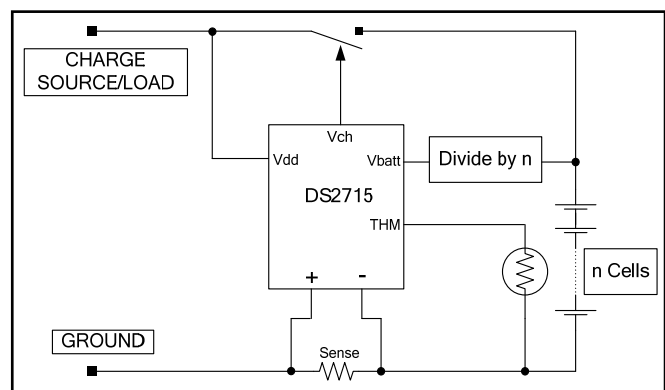 CHARGE
SOURCE/LOAD
Vch
Vdd
Vbatt
Divide by n
DS2715
THM
n Cells
+ -
GROUND
Sense